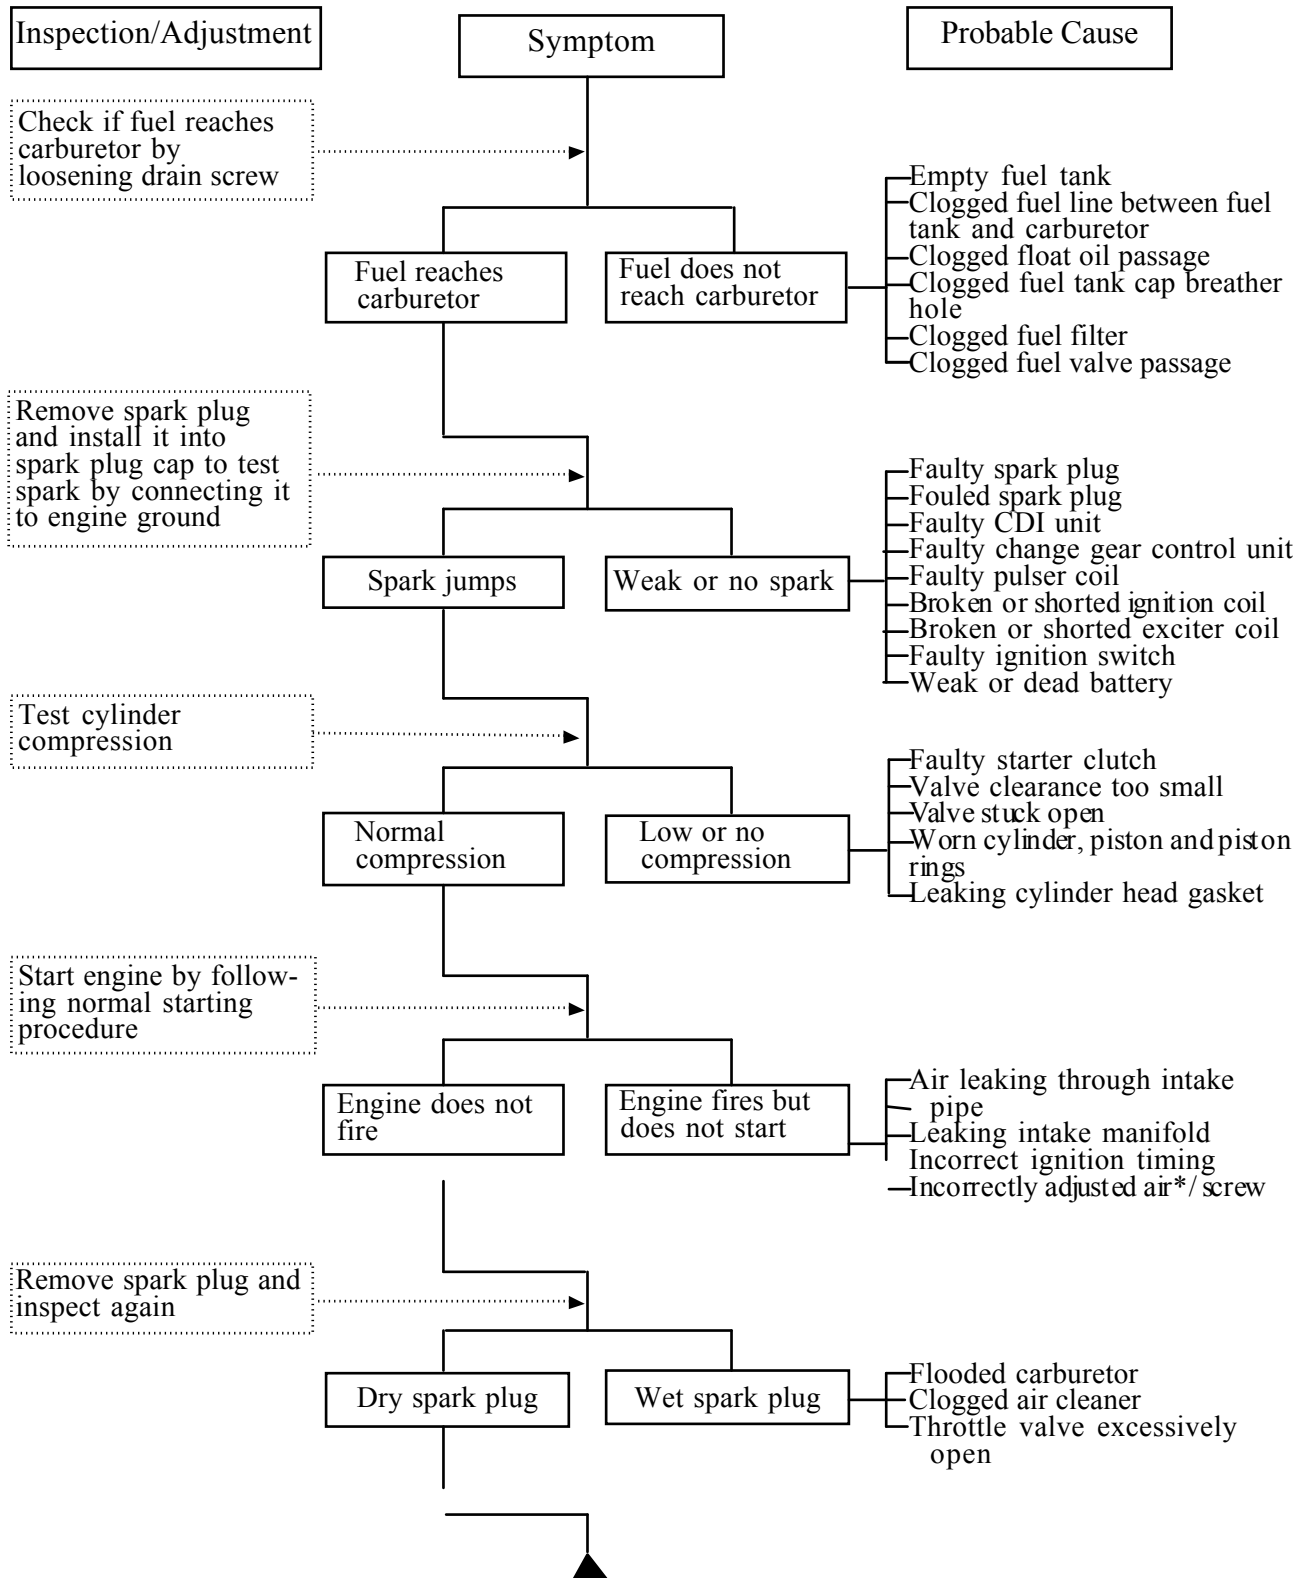 Inspection/Adjustment
Symptom
Probable Cause
Check if fuel reaches
carburetor by
loosening drain screw
Fuel reaches
carburetor
Fuel does not
reach carburetor
Empty fuel tank
Clogged fuel line between fuel
tank and carburetor
Clogged float oil passage
Clogged fuel tank cap breather
hole
Clogged fuel filter
Clogged fuel valve passage
Remove spark plug
and install it into
spark plug cap to test
spark by connecting it
to engine ground
Spark jumps
Weak or no spark
Faulty spark plug
Fouled spark plug
Faulty CDI unit
Faulty change gear control unit
Faulty pulser coil
Broken or shorted ignition coil
Broken or shorted exciter coil
Faulty ignition switch
Weak or dead battery
Test cylinder
compression
Normal
compression
Low or no
compression
Faulty starter clutch
Valve clearance too small
Valve stuck open
Worn cylinder, piston and piston
rings
Leaking cylinder head gasket
Start engine by follow-
ing normal starting
procedure
Engine does not
fire
Engine fires but
does not start
Air leaking through intake
pipe
Leaking intake manifold
Incorrect ignition timing
Incorrectly adjusted air*/ screw
Remove spark plug and
inspect again
Dry spark plug
Wet spark plug
Flooded carburetor
Clogged air cleaner
Throttle valve excessively
open